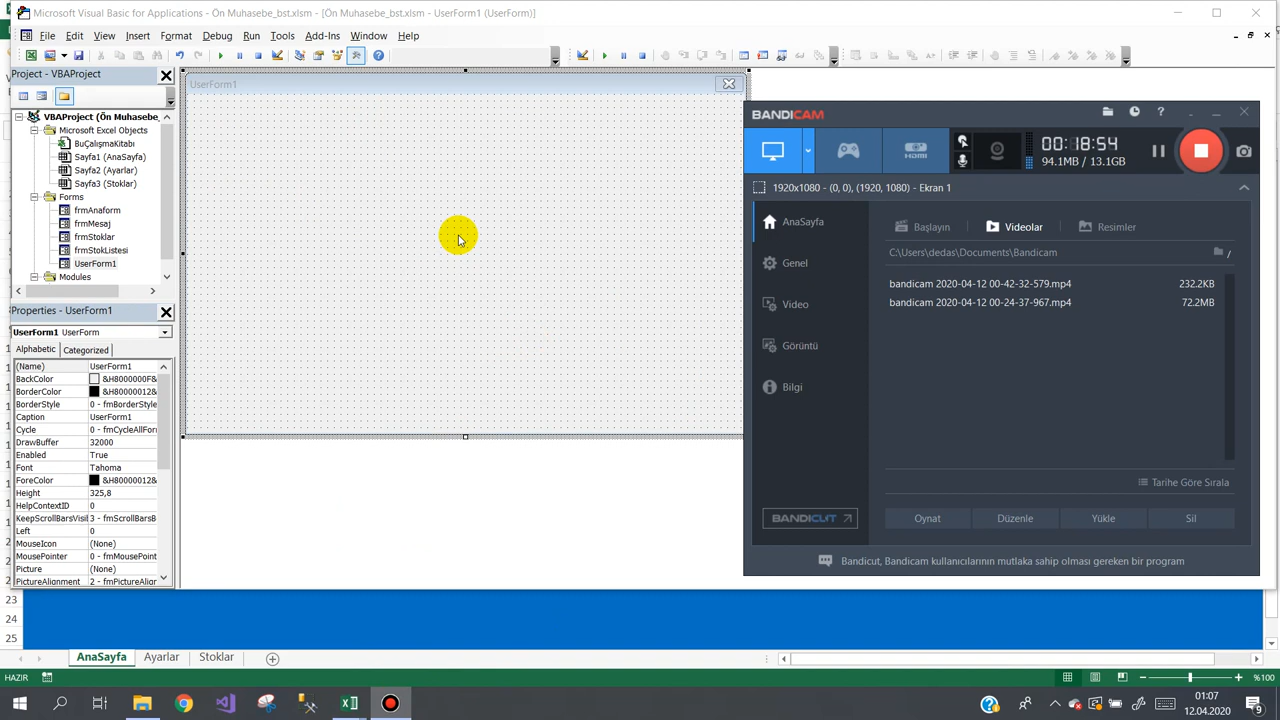 Microsoft Visual Basic for Applications - Ön Muhasebe_bst.xlsm - [Ön Muhasebe_bst.xlsm - UserForm1 (UserForm)]
File Edit View Insert Format Debug Run Tools Add-Ins Window Help
Project - VBAProject
VBAProject (Ön Muhasebe_
Microsoft Excel Objects
BuÇalışmaKitabı
Sayfa1 (AnaSayfa)
Sayfa2 (Ayarlar)
Sayfa3 (Stoklar)
Forms
frmAnaform
frmMesaj
frmStoklar
frmStokListesi
UserForm1
Modules
Properties - UserForm1
UserForm1 UserForm
Alphabetic Categorized
(Name) UserForm1
BackColor &H8000000F&
BorderColor &H80000012&
BorderStyle 0 - fmBorderStyle
Caption UserForm1
Cycle 0 - fmCycleAllForm
DrawBuffer 32000
Enabled True
Font Tahoma
ForeColor &H80000012&
Height 325,8
HelpContextID 0
KeepScrollBarsVisi 3 - fmScrollBarsB
Left 0
MouseIcon (None)
MousePointer 0 - fmMousePoint
Picture (None)
PictureAlignment 2 - fmPictureAlign
UserForm1
BANDICAM
00:18:54
94.1MB / 13.1GB
HDMI
1920x1080 - (0, 0), (1920, 1080) - Ekran 1
AnaSayfa
Genel
Video
Görüntü
Bilgi
BANDICUT
Başlayın Videolar Resimler
C:\Users\dedas\Documents\Bandicam
/
bandicam 2020-04-12 00-42-32-579.mp4 232.2KB
bandicam 2020-04-12 00-24-37-967.mp4 72.2MB
Tarihe Göre Sırala
Oynat Düzenle Yükle Sil
Bandicut, Bandicam kullanıcılarının mutlaka sahip olması gereken bir program
23
24
25
AnaSayfa Ayarlar Stoklar
HAZIR
%100
01:07
12.04.2020